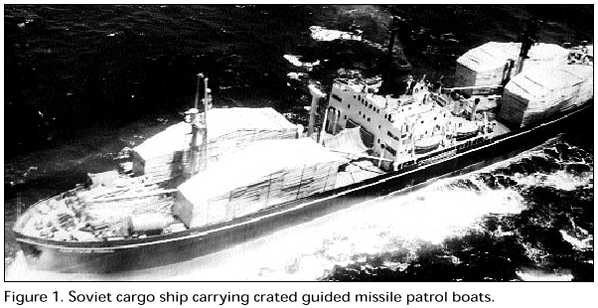 Figure 1. Soviet cargo ship carrying crated guided missile patrol boats.